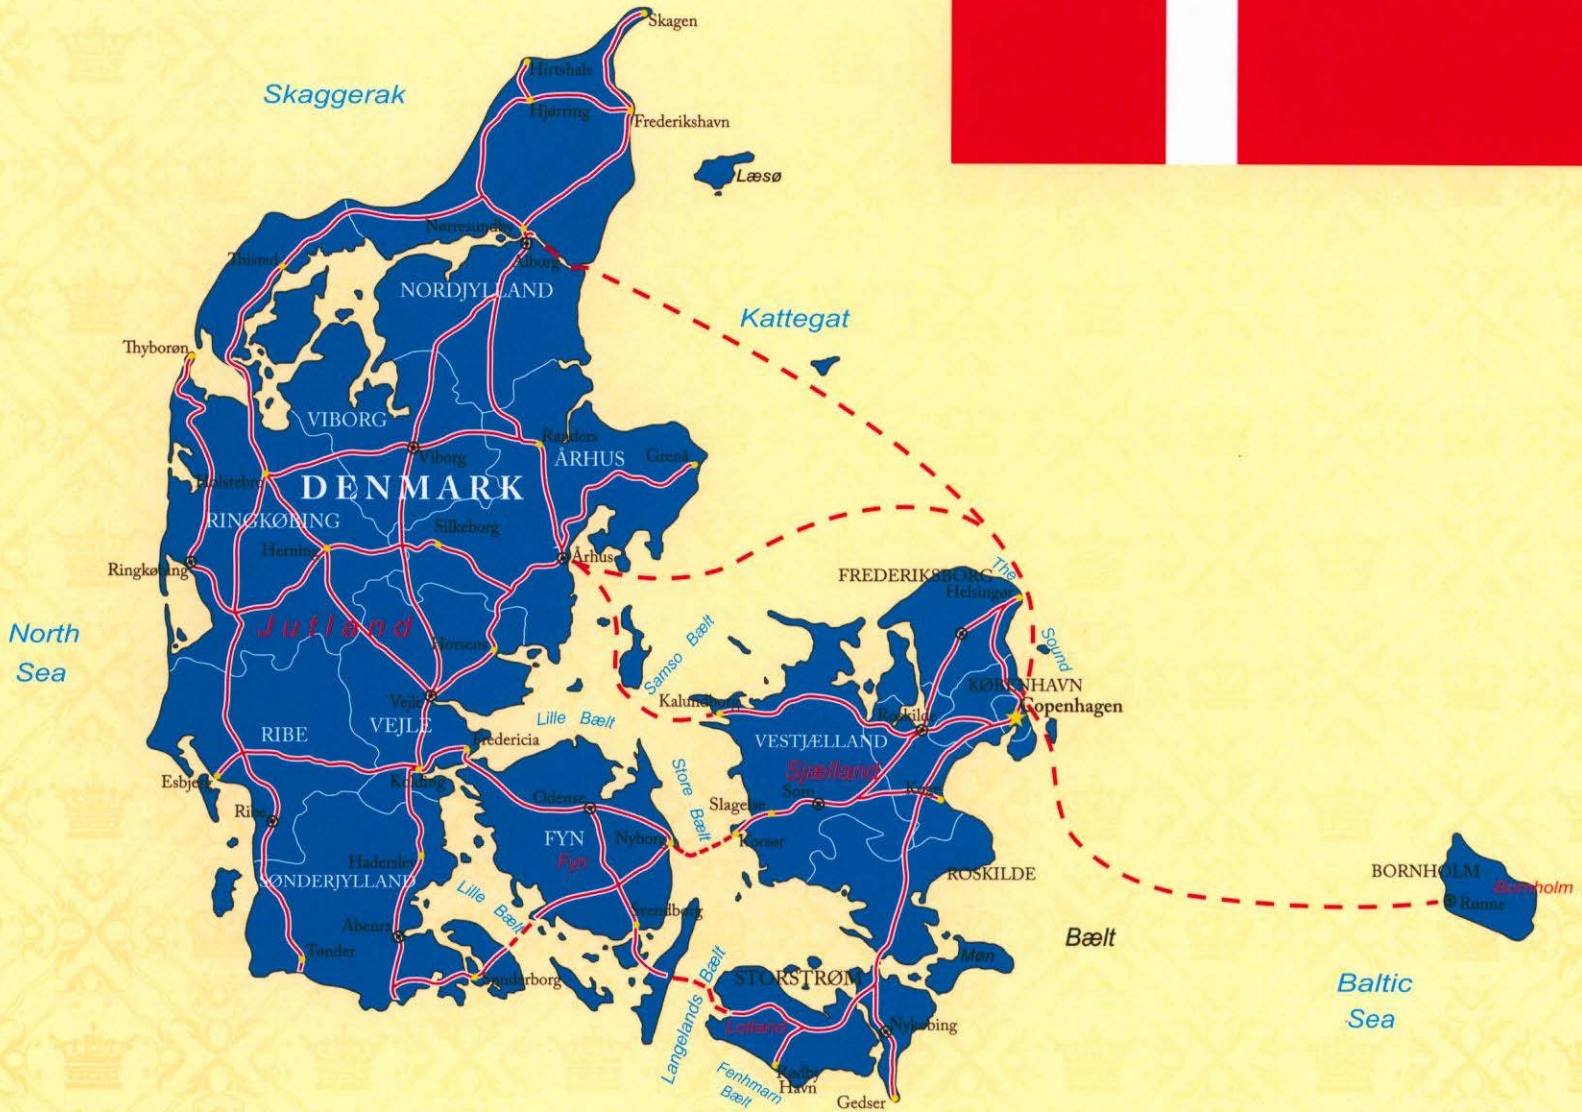 Skagen
Hirtshals
Skaggerak
Hjørring
Frederikshavn
Læsø
Nørresundby
Thisted
Ålborg
NORDJYLLAND
Kattegat
Thyborøn
VIBORG
Randers
Viborg
ÅRHUS
Grenå
Holstebro
DENMARK
RINGKØBING
Silkeborg
Herning
Århus
Ringkøbing
The
Sound
FREDERIKSBORG
Helsingør
North
Sea
Jutland
Horsens
Samso Bælt
KØBENHAVN
Copenhagen
Vejle
Kalundborg
Lille Bælt
Roskilde
VEJLE
RIBE
VESTJÆLLAND
Fredericia
Sjælland
Esbjerg
Kolding
Store Bælt
Odense
Soro
Køge
Slagelse
Ribe
FYN
Nyborg
Korsør
Fyn
Haderslev
SØNDERJYLLAND
ROSKILDE
BORNHOLM
Bornholm
Rønne
Lille Bælt
Svendborg
Abenra
Bælt
Tønder
Møn
Sønderborg
STORSTRØM
Baltic
Sea
Langelands Bælt
Lolland
Nykøbing
Rødby
Havn
Fenhmarn
Bælt
Gedser